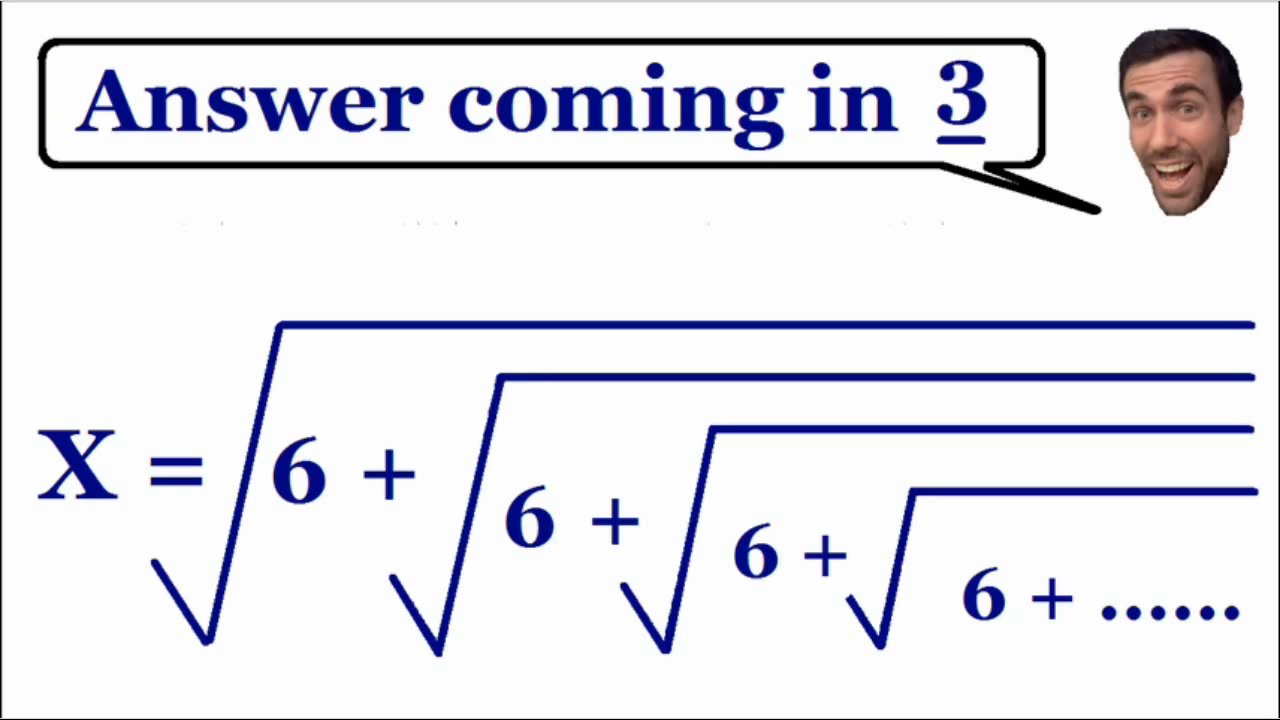 Answer coming in 3
X = √6 + √6 + √6 + √6 + ......